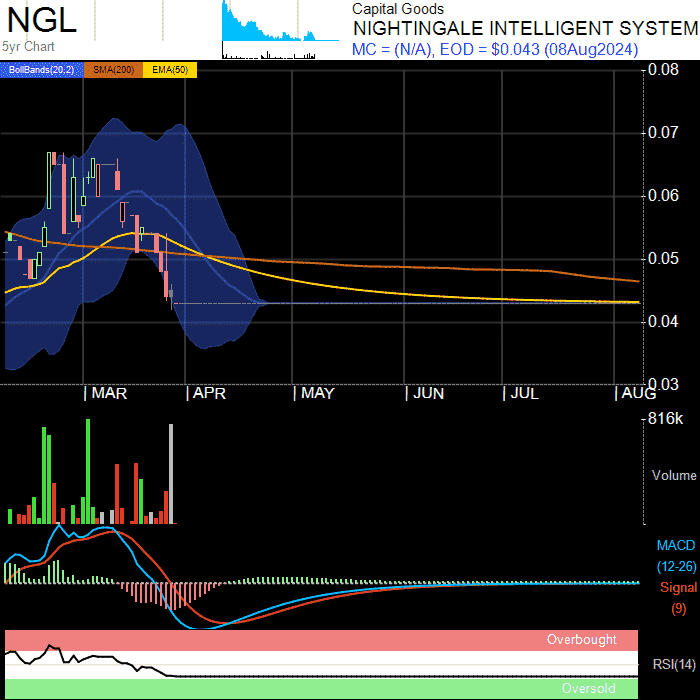 NGL
5yr Chart
Capital Goods
NIGHTINGALE INTELLIGENT SYSTEM
MC = (N/A), EOD = $0.043 (08Aug2024)
BollBands(20,2) SMA(200) EMA(50)
0.08
0.07
0.06
0.05
0.04
0.03
| MAR | APR | MAY | JUN | JUL | AUG
816k
Volume
MACD
(12-26)
Signal
(9)
Overbought
RSI(14)
Oversold